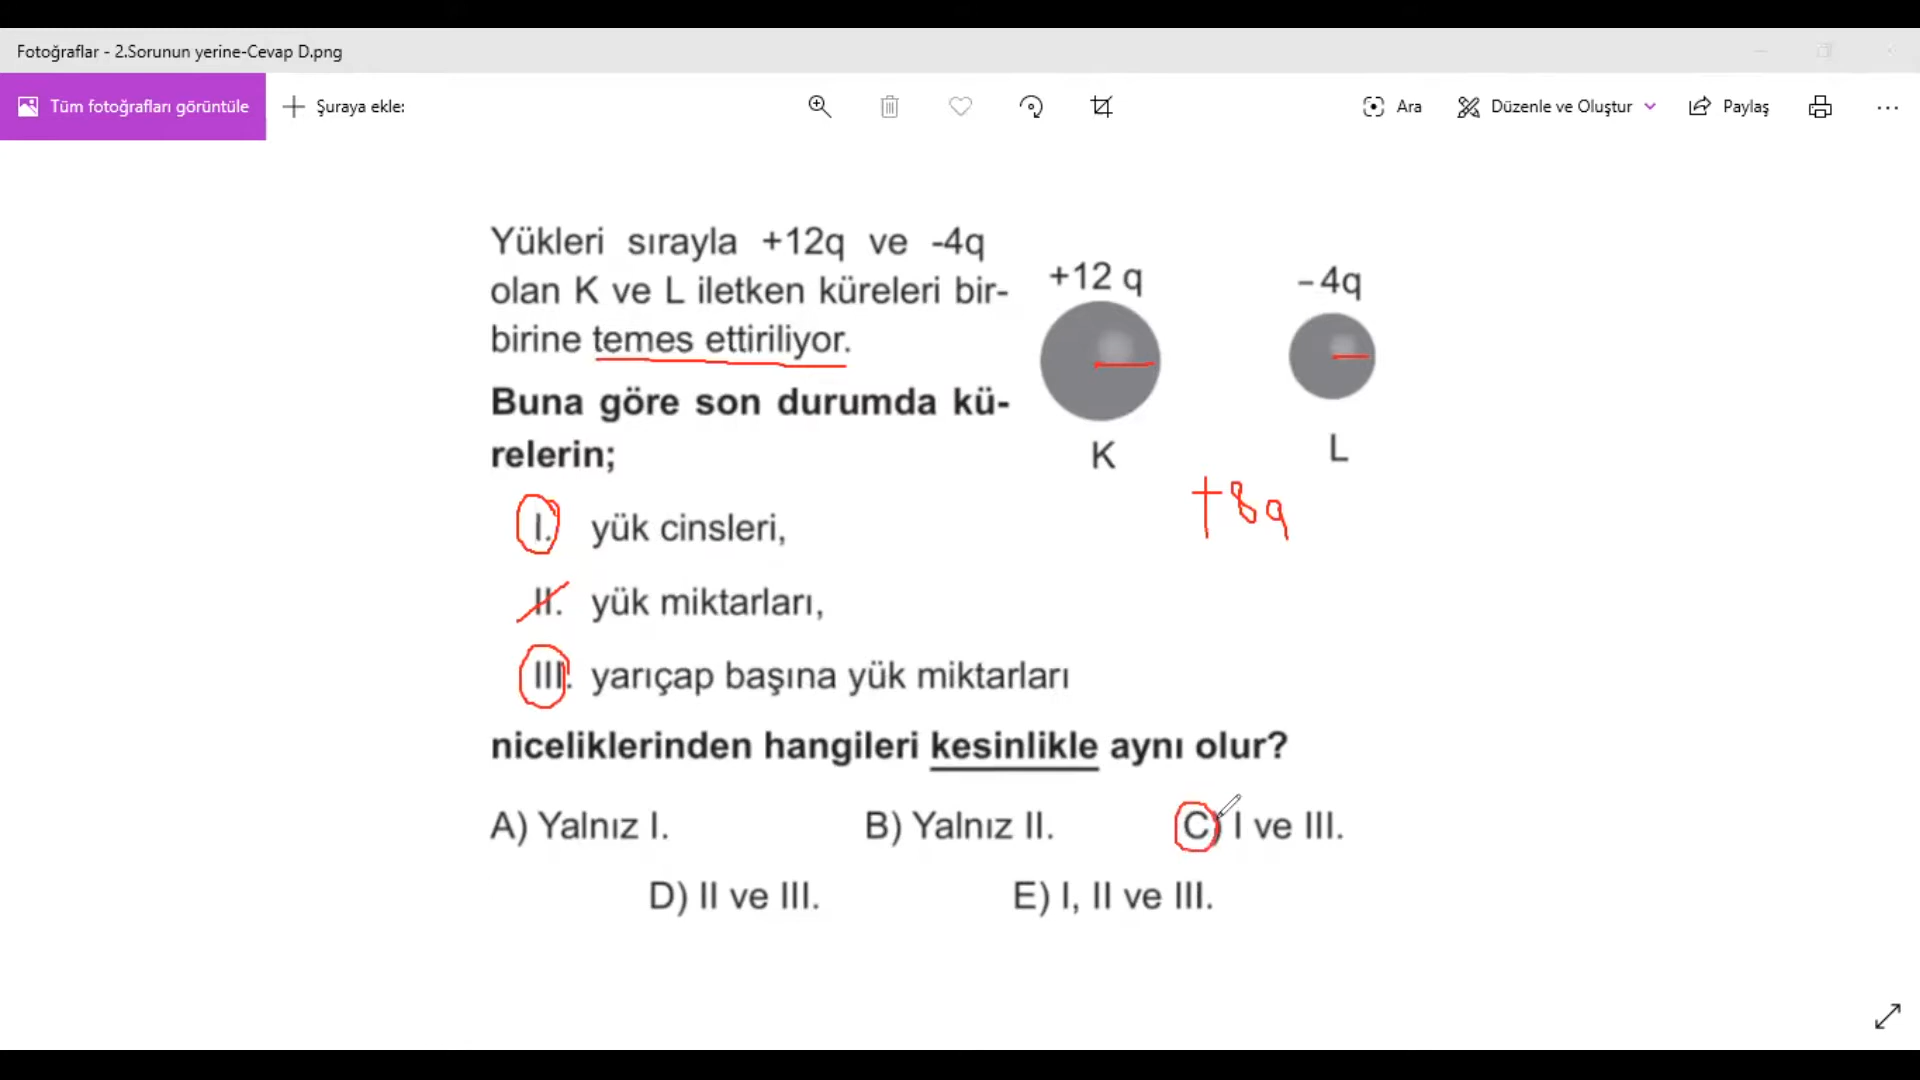 Fotoğraflar - 2.Sorunun yerine-Cevap D.png
Tüm fotoğrafları görüntüle
Şuraya ekle:
Ara
Düzenle ve Oluştur
Paylaş
Yükleri sırayla +12q ve -4q
olan K ve L iletken küreleri bir-
birine temes ettiriliyor.
+12 q
-4q
K
L
+8q
Buna göre son durumda kü-
relerin;
I. yük cinsleri,
II. yük miktarları,
III. yarıçap başına yük miktarları
niceliklerinden hangileri kesinlikle aynı olur?
A) Yalnız I. B) Yalnız II. C) I ve III.
D) II ve III. E) I, II ve III.